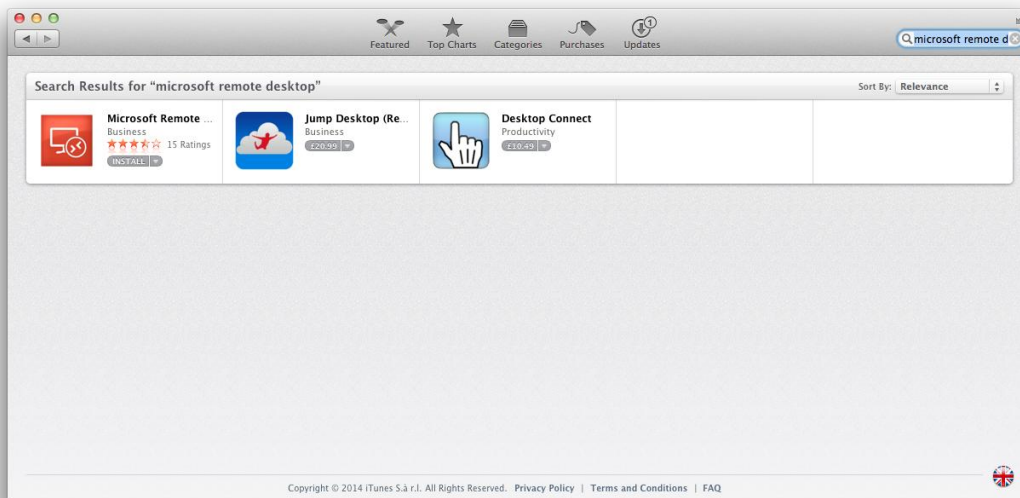 Featured Top Charts Categories Purchases Updates
1
microsoft remote d
Search Results for “microsoft remote desktop”
Sort By: Relevance
Microsoft Remote ...
Business
15 Ratings
INSTALL
Jump Desktop (Re...
Business
£20.99
Desktop Connect
Productivity
£10.49
Copyright © 2014 iTunes S.à r.l. All Rights Reserved. Privacy Policy | Terms and Conditions | FAQ